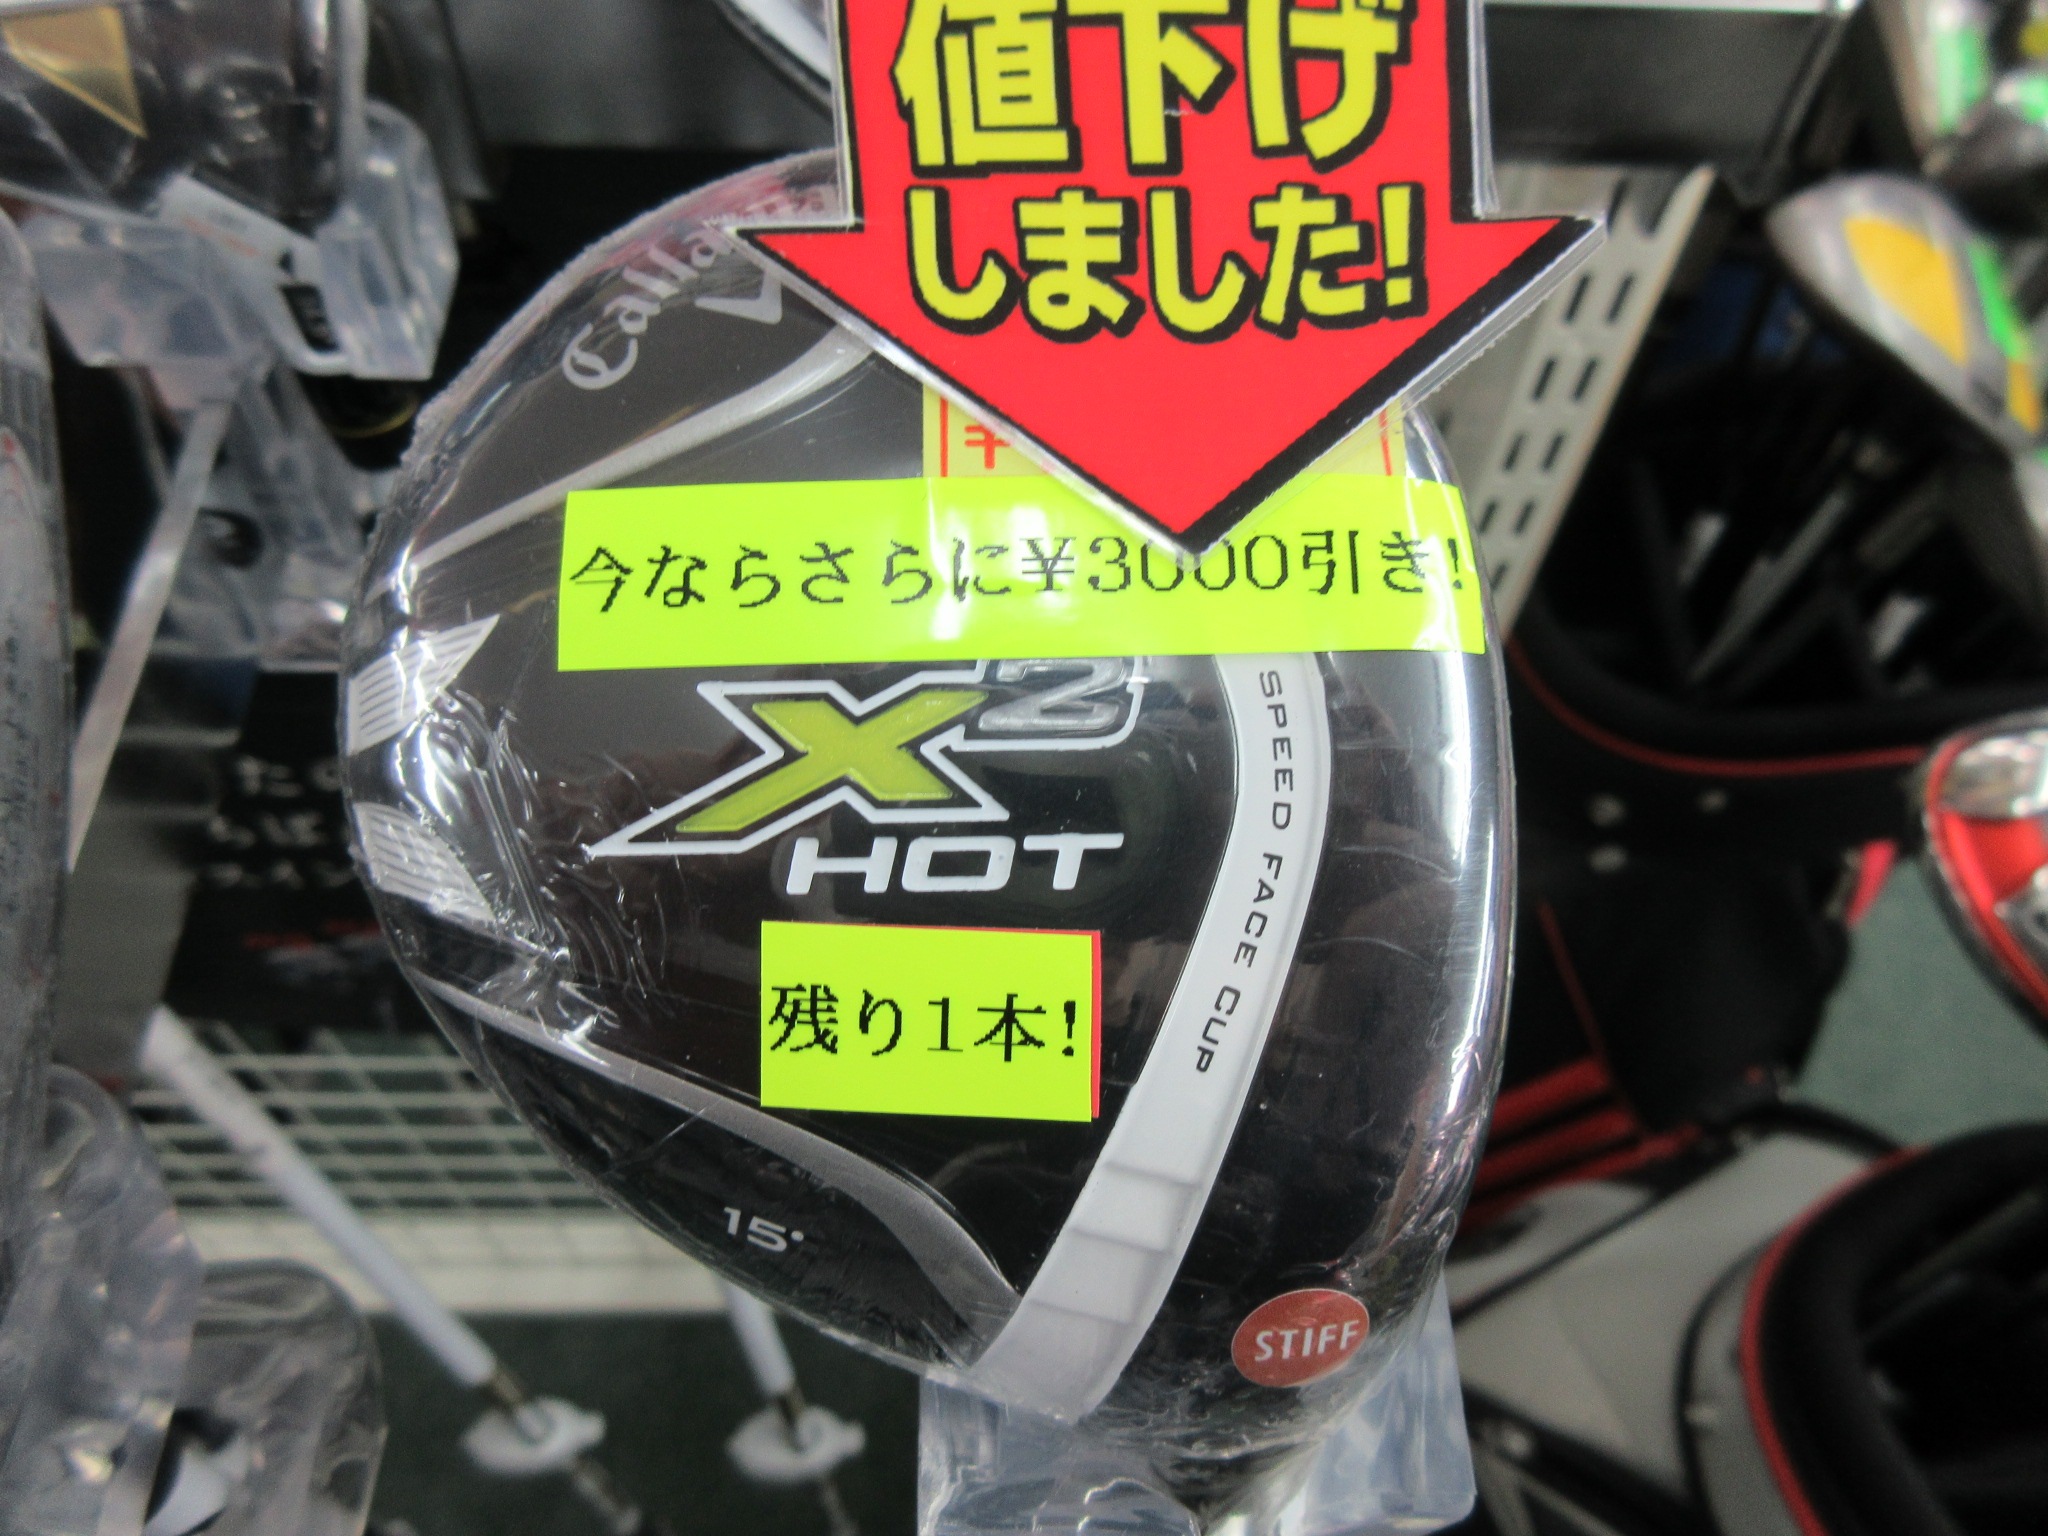 値下げ
しました!
¥
今ならさらに¥3000引き!
X2
HOT
SPEED FACE CUP
残り1本!
15°
STIFF